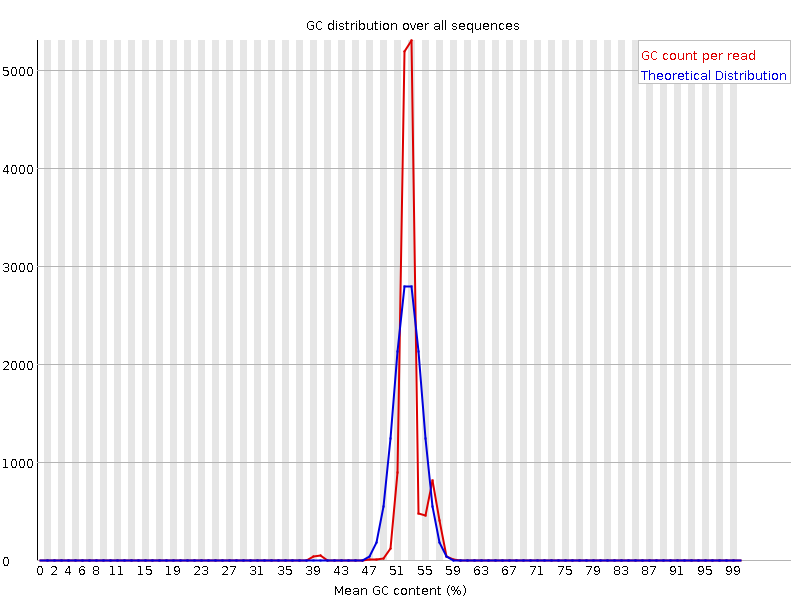 GC distribution over all sequences
GC count per read
Theoretical Distribution
5000
4000
3000
2000
1000
0
0 2 4 6 8 11 15 19 23 27 31 35 39 43 47 51 55 59 63 67 71 75 79 83 87 91 95 99
Mean GC content (%)